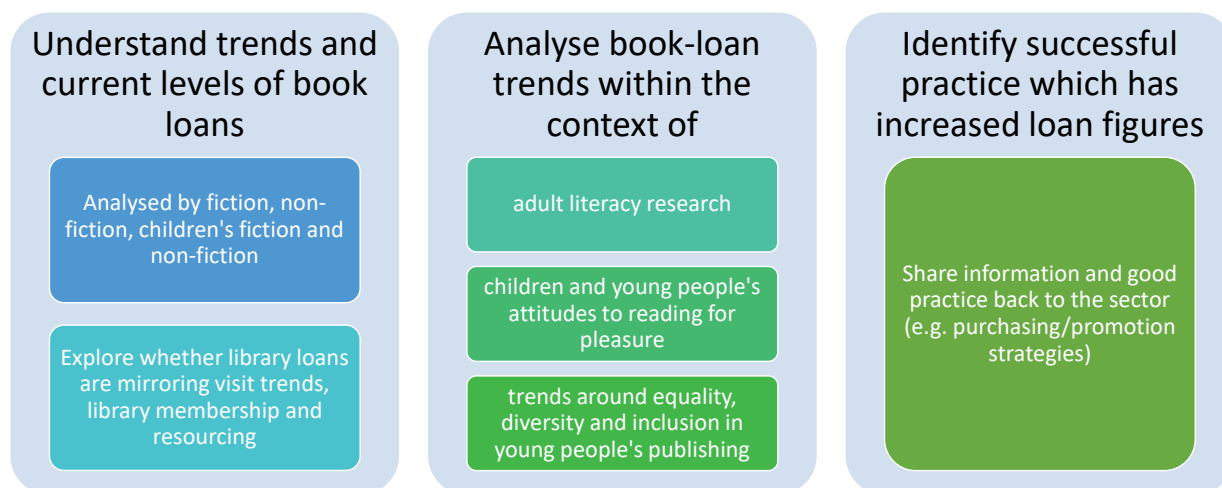 Understand trends and
current levels of book
loans
Analysed by fiction, non-
fiction, children's fiction and
non-fiction
Explore whether library loans
are mirroring visit trends,
library membership and
resourcing
Analyse book-loan
trends within the
context of
adult literacy research
children and young people's
attitudes to reading for
pleasure
trends around equality,
diversity and inclusion in
young people's publishing
Identify successful
practice which has
increased loan figures
Share information and good
practice back to the sector
(e.g. purchasing/promotion
strategies)